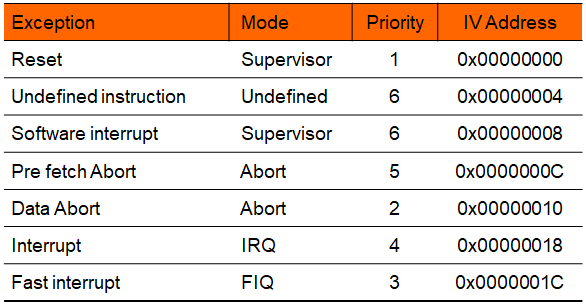 Exception Mode Priority IV Address
Reset Supervisor 1 0x00000000
Undefined instruction Undefined 6 0x00000004
Software interrupt Supervisor 6 0x00000008
Pre fetch Abort Abort 5 0x0000000C
Data Abort Abort 2 0x00000010
Interrupt IRQ 4 0x00000018
Fast interrupt FIQ 3 0x0000001C